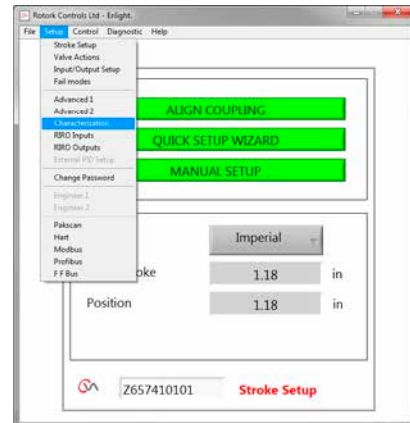 Rotork Controls Ltd - Enlight.
File Setup Control Diagnostic Help
Stroke Setup
Valve Actions
Input/Output Setup
Fail modes
Advanced 1
Advanced 2
Characterization
RIRO Inputs
RIRO Outputs
External PID Setup
Change Password
Engineer 1
Engineer 2
Pakscan
Hart
Modbus
Profibus
F F Bus
ALIGN COUPLING
QUICK SETUP WIZARD
MANUAL SETUP
Imperial
oke 1.18 in
Position 1.18 in
Z657410101 Stroke Setup